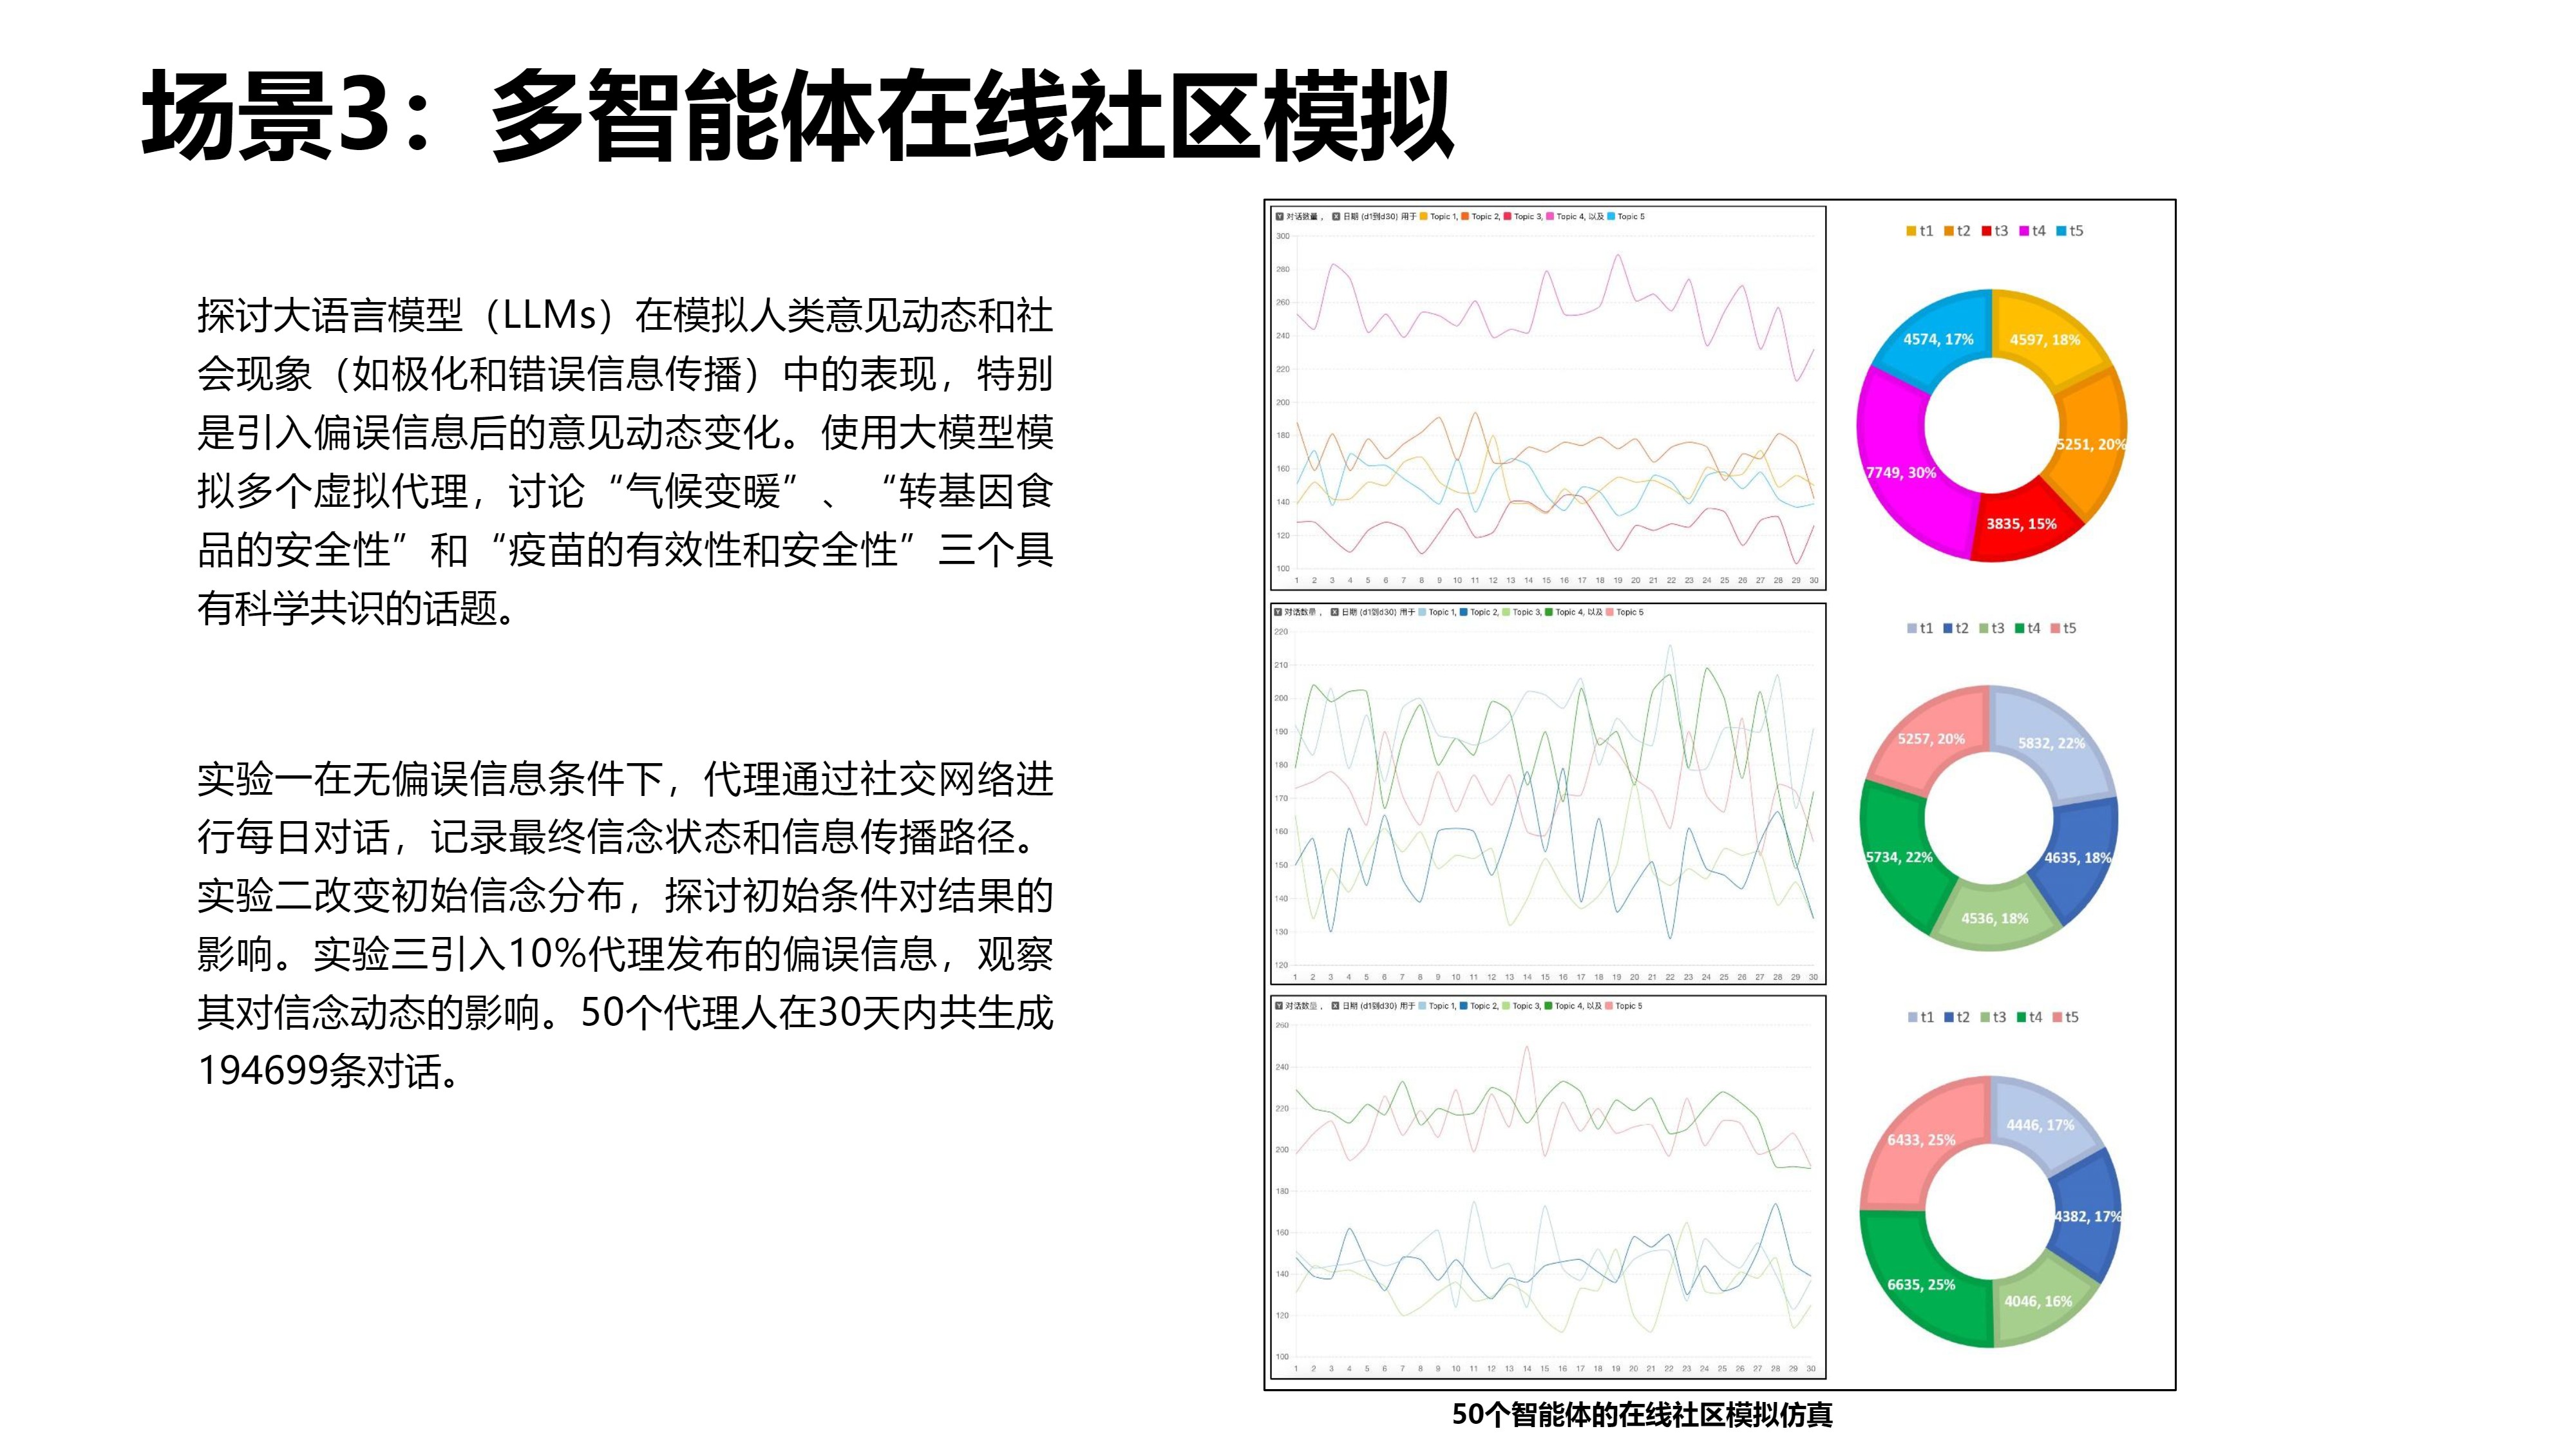 场景3：多智能体在线社区模拟
探讨大语言模型（LLMs）在模拟人类意见动态和社
会现象（如极化和错误信息传播）中的表现，特别
是引入偏误信息后的意见动态变化。使用大模型模
拟多个虚拟代理，讨论“气候变暖”、“转基因食
品的安全性”和“疫苗的有效性和安全性”三个具
有科学共识的话题。
实验一在无偏误信息条件下，代理通过社交网络进
行每日对话，记录最终信念状态和信息传播路径。
实验二改变初始信念分布，探讨初始条件对结果的
影响。实验三引入10%代理发布的偏误信息，观察
其对信念动态的影响。50个代理人在30天内共生成
194699条对话。
Y 对话数量， X 日期 (d1到d30) 用于 Topic 1, Topic 2, Topic 3, Topic 4, 以及 Topic 5
300
280
260
240
220
200
180
160
140
120
100
1 2 3 4 5 6 7 8 9 10 11 12 13 14 15 16 17 18 19 20 21 22 23 24 25 26 27 28 29 30
t1 t2 t3 t4 t5
4574, 17%
4597, 18%
5251, 20%
7749, 30%
3835, 15%
Y 对话数量， X 日期 (d1到d30) 用于 Topic 1, Topic 2, Topic 3, Topic 4, 以及 Topic 5
220
210
200
190
180
170
160
150
140
130
120
1 2 3 4 5 6 7 8 9 10 11 12 13 14 15 16 17 18 19 20 21 22 23 24 25 26 27 28 29 30
t1 t2 t3 t4 t5
5257, 20%
5832, 22%
5734, 22%
4635, 18%
4536, 18%
Y 对话数量， X 日期 (d1到d30) 用于 Topic 1, Topic 2, Topic 3, Topic 4, 以及 Topic 5
260
240
220
200
180
160
140
120
100
1 2 3 4 5 6 7 8 9 10 11 12 13 14 15 16 17 18 19 20 21 22 23 24 25 26 27 28 29 30
t1 t2 t3 t4 t5
4446, 17%
6433, 25%
4382, 17%
6635, 25%
4046, 16%
50个智能体的在线社区模拟仿真